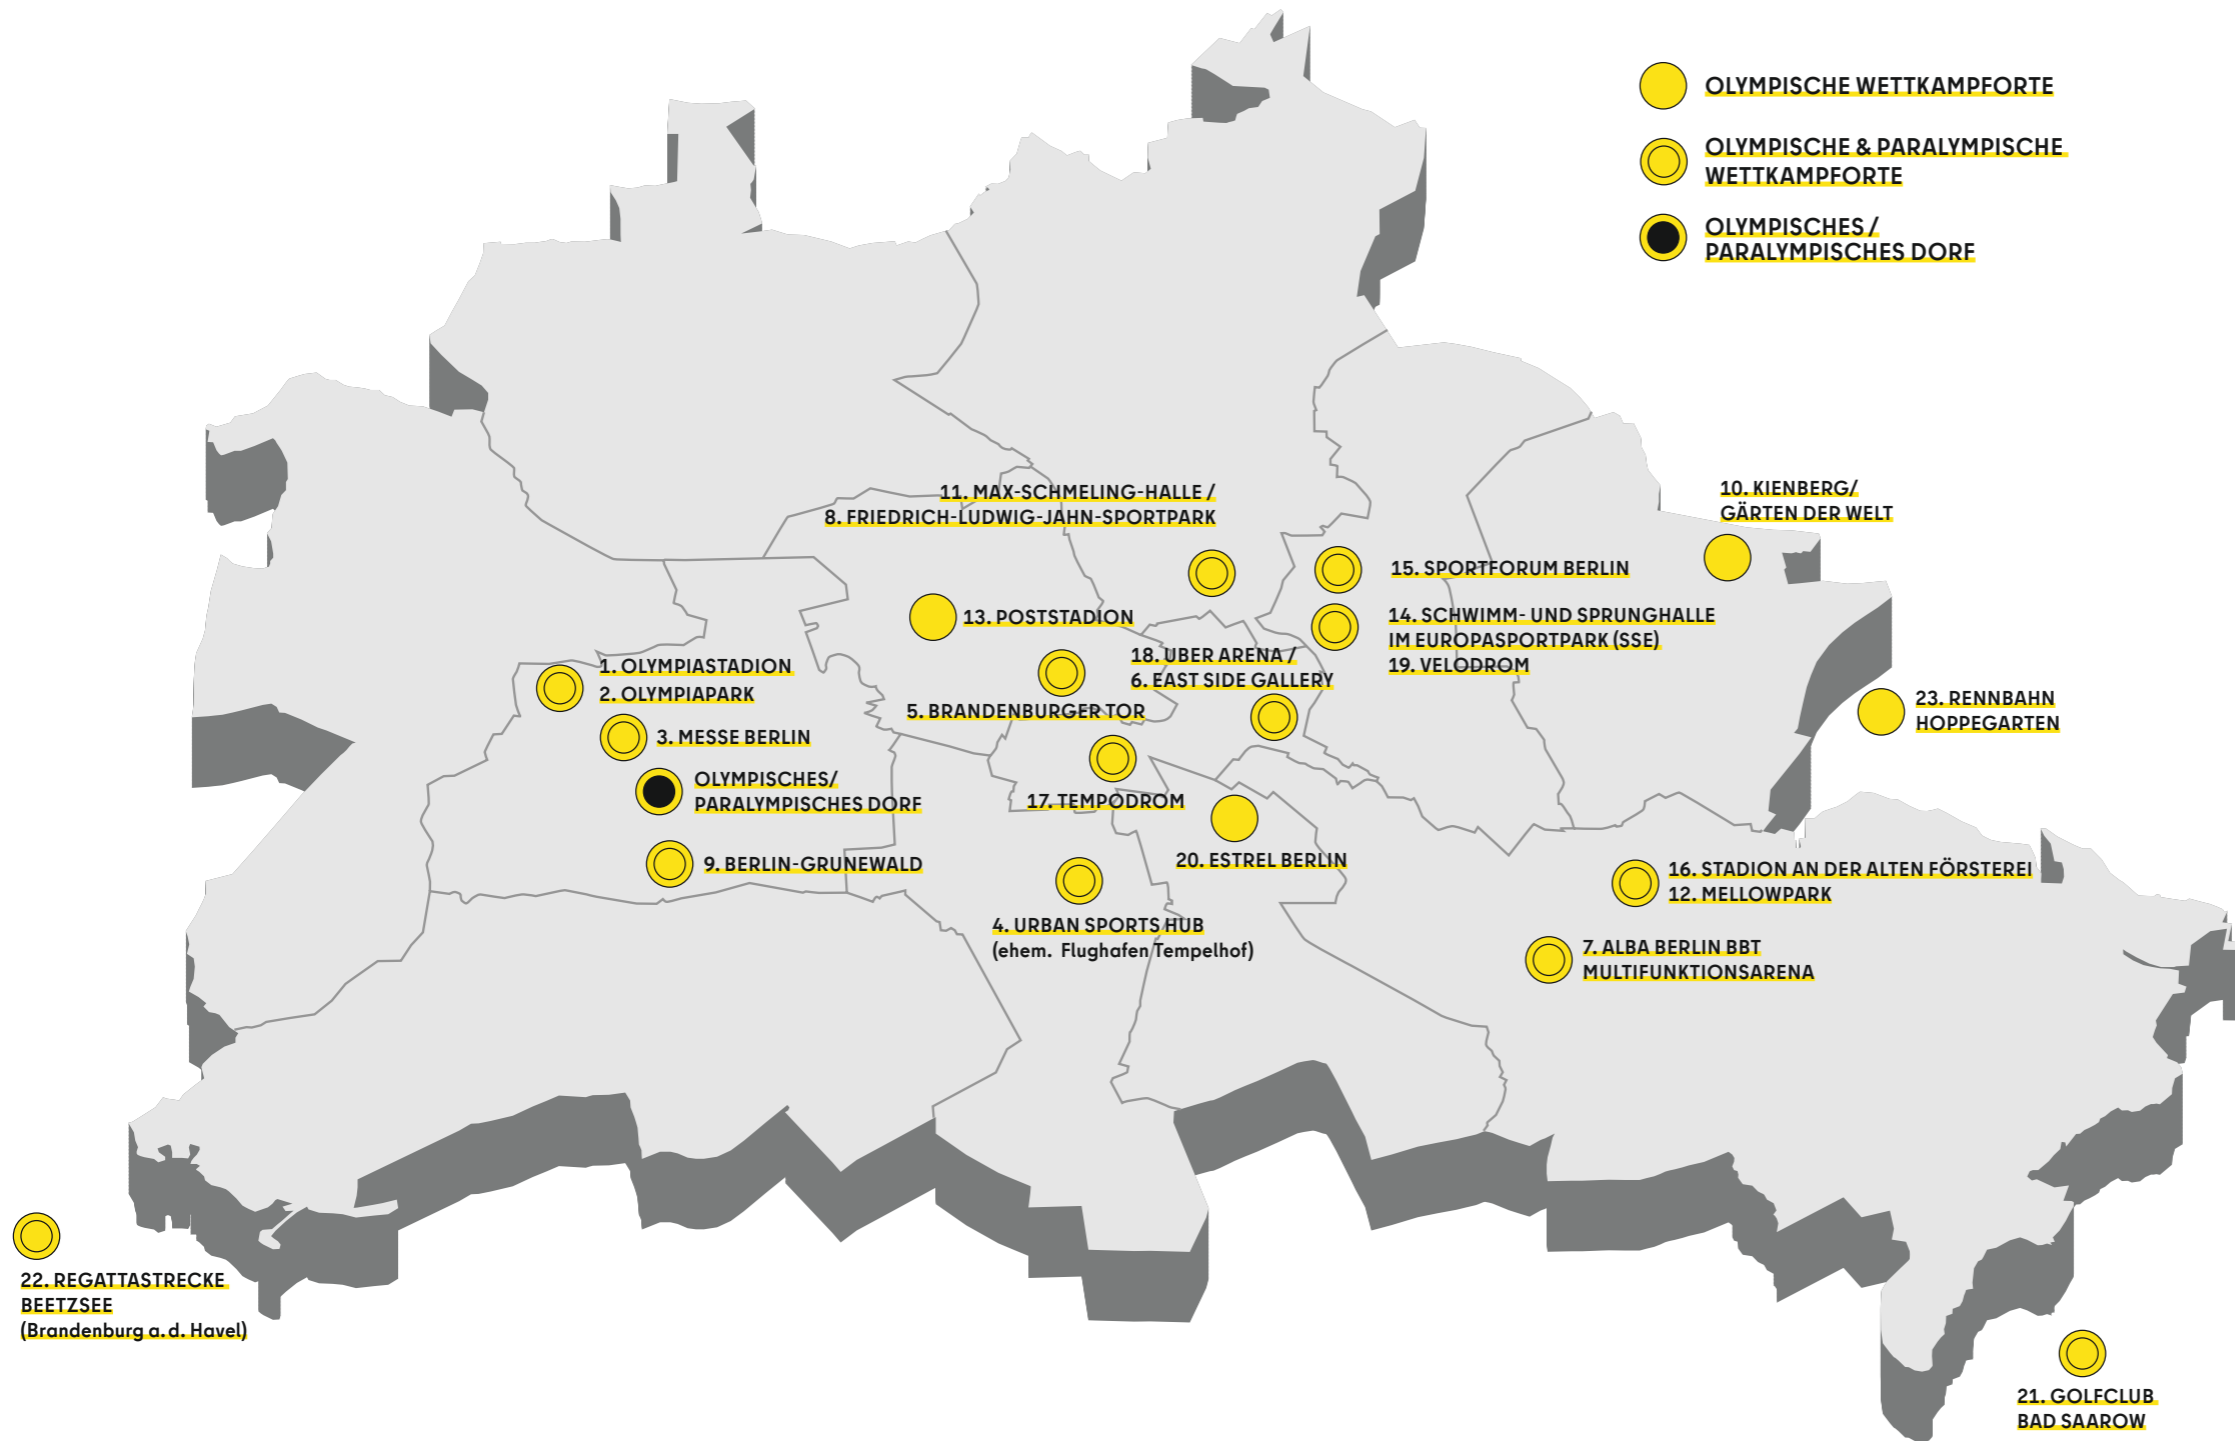 OLYMPISCHE WETTKAMPFORTE
OLYMPISCHE & PARALYMPISCHE
WETTKAMPFORTE
OLYMPISCHES/
PARALYMPISCHES DORF
11. MAX-SCHMELING-HALLE /
8. FRIEDRICH-LUDWIG-JAHN-SPORTPARK
10. KIENBERG/
GÄRTEN DER WELT
15. SPORTFORUM BERLIN
13. POSTSTADION
14. SCHWIMM- UND SPRUNGHALLE
IM EUROPASPORTPARK (SSE)
19. VELODROM
18. UBER ARENA /
6. EAST SIDE GALLERY
1. OLYMPIASTADION
2. OLYMPIAPARK
5. BRANDENBURGER TOR
23. RENNBAHN
HOPPEGARTEN
3. MESSE BERLIN
OLYMPISCHES/
PARALYMPISCHES DORF
17. TEMPODROM
9. BERLIN-GRUNEWALD
20. ESTREL BERLIN
16. STADION AN DER ALTEN FÖRSTEREI
12. MELLOWPARK
4. URBAN SPORTS HUB
(ehem. Flughafen Tempelhof)
7. ALBA BERLIN BBT
MULTIFUNKTIONSARENA
22. REGATTASTRECKE
BEETZSEE
(Brandenburg a. d. Havel)
21. GOLFCLUB
BAD SAAROW